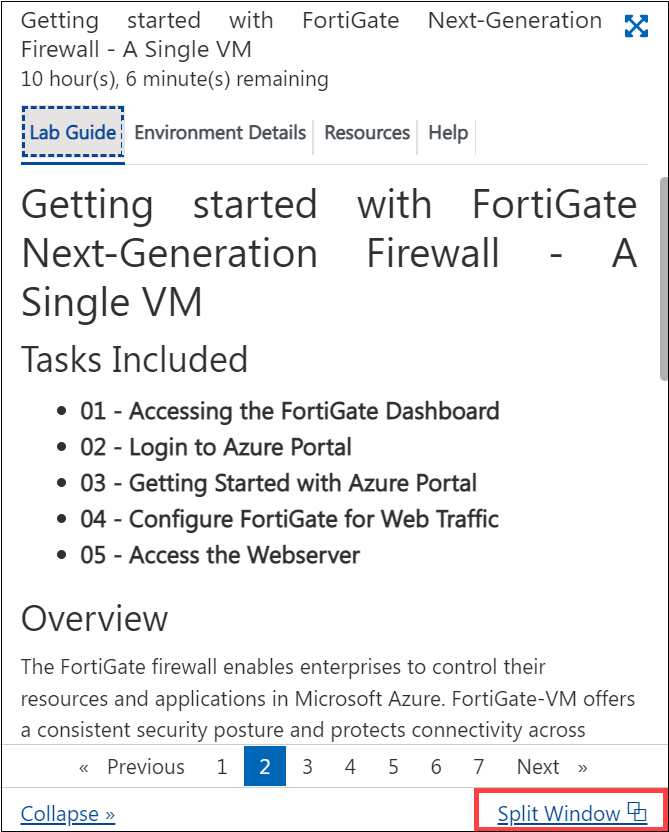 Getting started with FortiGate Next-Generation
Firewall - A Single VM
10 hour(s), 6 minute(s) remaining
Lab Guide Environment Details Resources Help
Getting started with FortiGate
Next-Generation Firewall - A
Single VM
Tasks Included
• 01 - Accessing the FortiGate Dashboard
• 02 - Login to Azure Portal
• 03 - Getting Started with Azure Portal
• 04 - Configure FortiGate for Web Traffic
• 05 - Access the Webserver
Overview
The FortiGate firewall enables enterprises to control their
resources and applications in Microsoft Azure. FortiGate-VM offers
a consistent security posture and protects connectivity across
« Previous 1 2 3 4 5 6 7 Next »
Collapse » Split Window